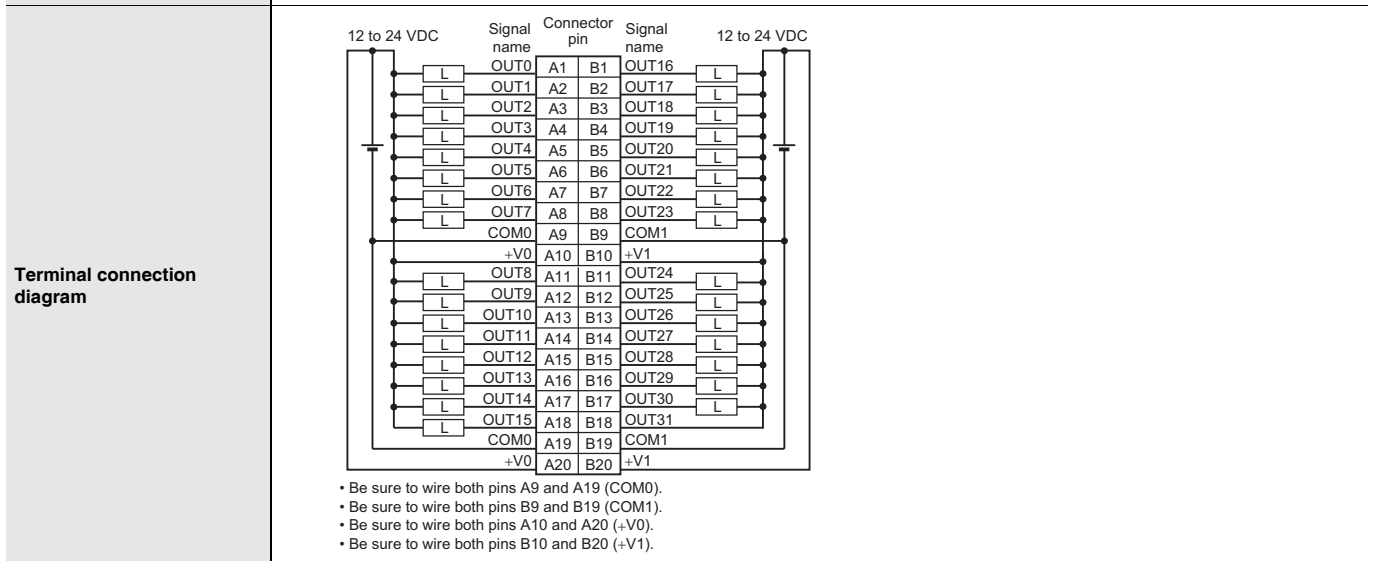 Terminal connection
diagram
12 to 24 VDC Signal name Connector pin Signal name 12 to 24 VDC
L OUT0 A1 B1 OUT16 L
L OUT1 A2 B2 OUT17 L
L OUT2 A3 B3 OUT18 L
L OUT3 A4 B4 OUT19 L
L OUT4 A5 B5 OUT20 L
L OUT5 A6 B6 OUT21 L
L OUT6 A7 B7 OUT22 L
L OUT7 A8 B8 OUT23 L
COM0 A9 B9 COM1
+V0 A10 B10 +V1
L OUT8 A11 B11 OUT24 L
L OUT9 A12 B12 OUT25 L
L OUT10 A13 B13 OUT26 L
L OUT11 A14 B14 OUT27 L
L OUT12 A15 B15 OUT28 L
L OUT13 A16 B16 OUT29 L
L OUT14 A17 B17 OUT30 L
L OUT15 A18 B18 OUT31
COM0 A19 B19 COM1
+V0 A20 B20 +V1
• Be sure to wire both pins A9 and A19 (COM0).
• Be sure to wire both pins B9 and B19 (COM1).
• Be sure to wire both pins A10 and A20 (+V0).
• Be sure to wire both pins B10 and B20 (+V1).